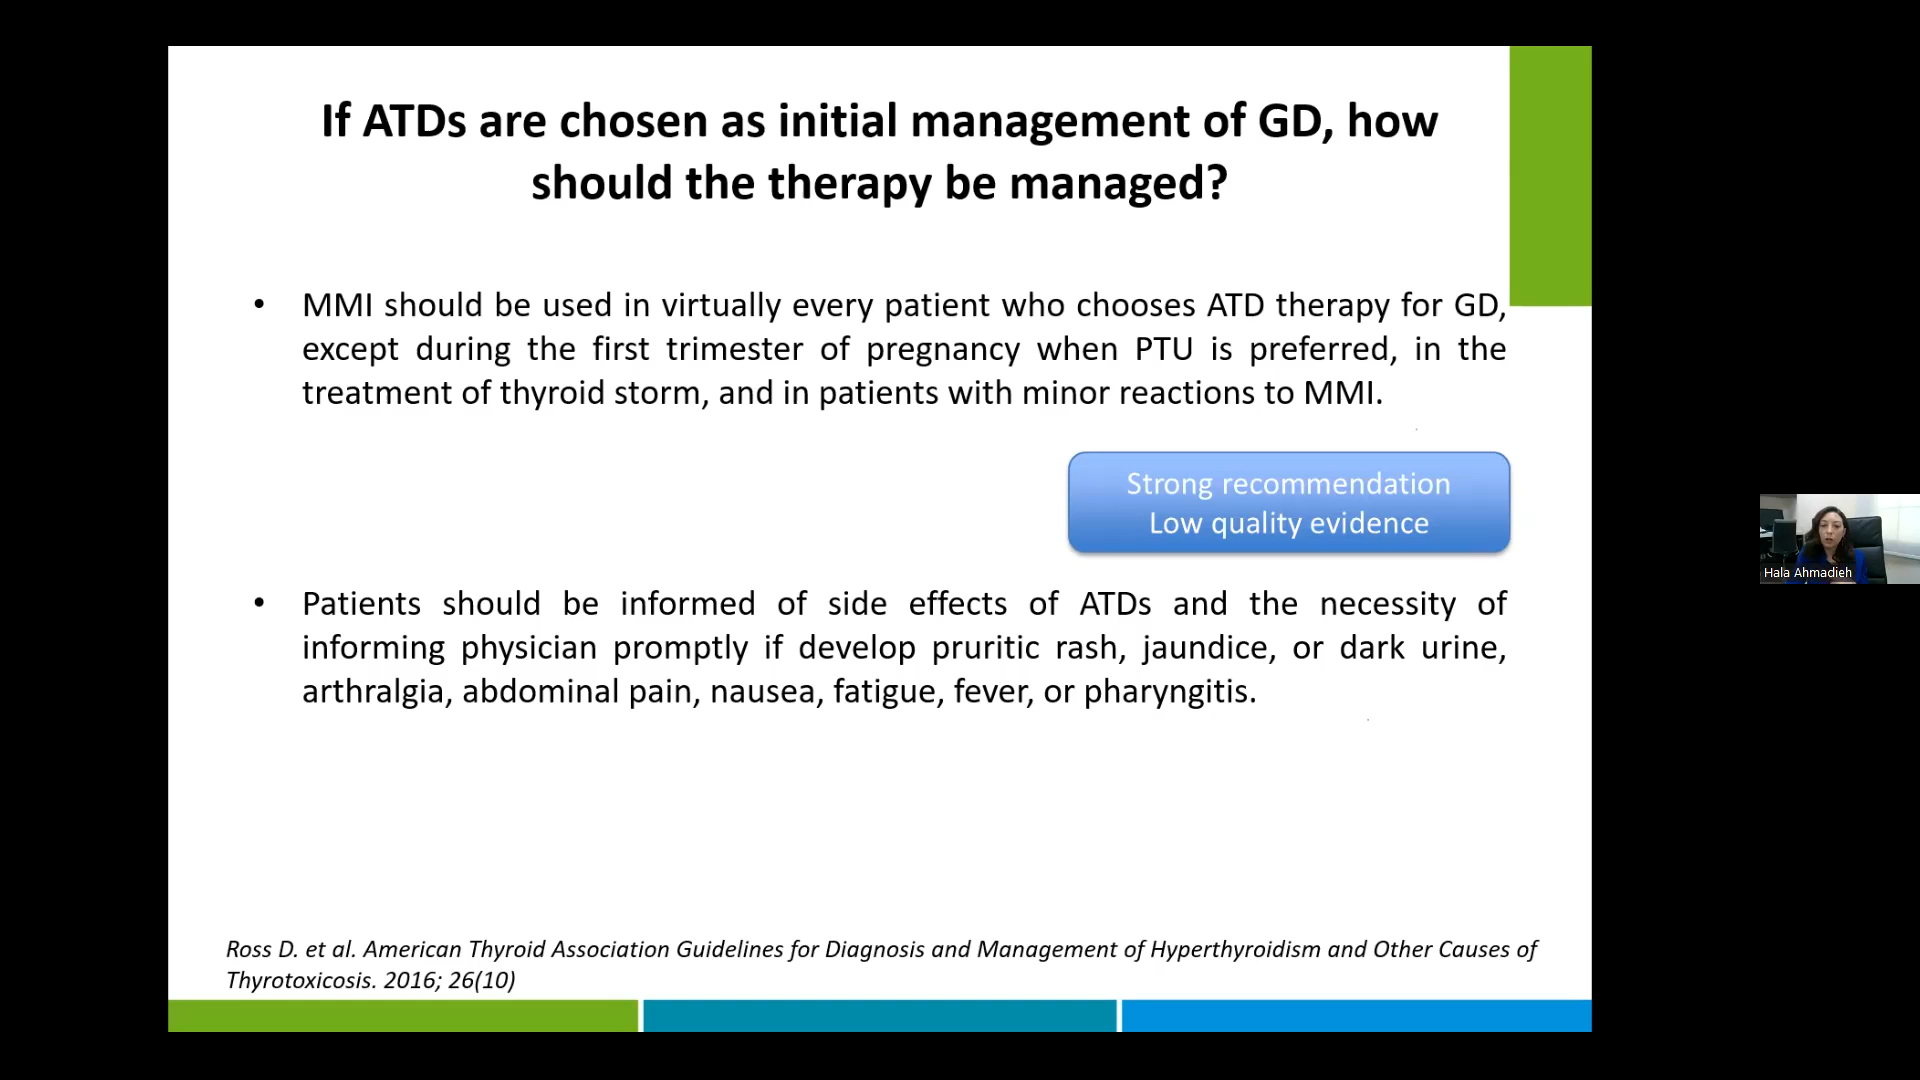 If ATDs are chosen as initial management of GD, how
should the therapy be managed?
• MMI should be used in virtually every patient who chooses ATD therapy for GD,
except during the first trimester of pregnancy when PTU is preferred, in the
treatment of thyroid storm, and in patients with minor reactions to MMI.
Strong recommendation
Low quality evidence
Hala Ahmadieh
• Patients should be informed of side effects of ATDs and the necessity of
informing physician promptly if develop pruritic rash, jaundice, or dark urine,
arthralgia, abdominal pain, nausea, fatigue, fever, or pharyngitis.
Ross D. et al. American Thyroid Association Guidelines for Diagnosis and Management of Hyperthyroidism and Other Causes of
Thyrotoxicosis. 2016; 26(10)